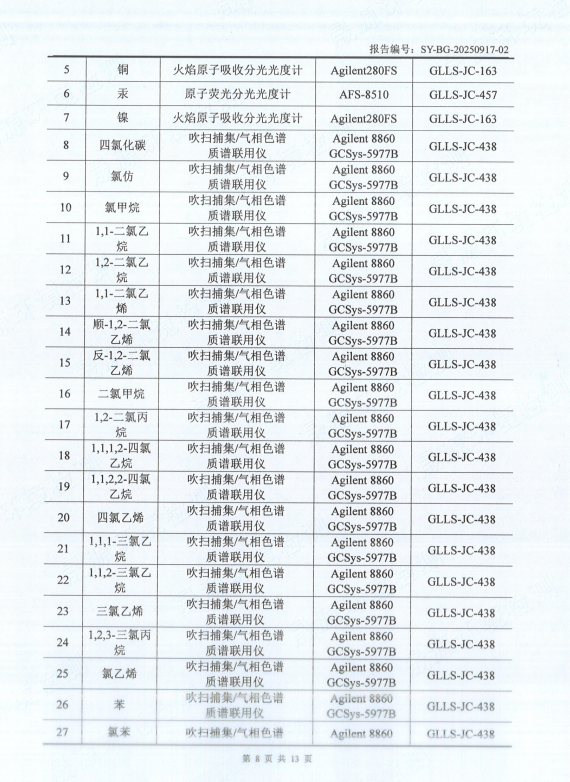 报告编号：SY-BG-20250917-02
5 铜 火焰原子吸收分光光度计 Agilent280FS GLLS-JC-163
6 汞 原子荧光分光光度计 AFS-8510 GLLS-JC-457
7 镍 火焰原子吸收分光光度计 Agilent280FS GLLS-JC-163
8 四氯化碳 吹扫捕集/气相色谱 Agilent 8860 GLLS-JC-438
质谱联用仪 GCSys-5977B
9 氯仿 吹扫捕集/气相色谱 Agilent 8860 GLLS-JC-438
质谱联用仪 GCSys-5977B
10 氯甲烷 吹扫捕集/气相色谱 Agilent 8860 GLLS-JC-438
质谱联用仪 GCSys-5977B
11 1,1-二氯乙 吹扫捕集/气相色谱 Agilent 8860 GLLS-JC-438
烷 质谱联用仪 GCSys-5977B
12 1,2-二氯乙 吹扫捕集/气相色谱 Agilent 8860 GLLS-JC-438
烷 质谱联用仪 GCSys-5977B
13 1,1-二氯乙 吹扫捕集/气相色谱 Agilent 8860 GLLS-JC-438
烯 质谱联用仪 GCSys-5977B
14 顺-1,2-二氯 吹扫捕集/气相色谱 Agilent 8860 GLLS-JC-438
乙烯 质谱联用仪 GCSys-5977B
15 反-1,2-二氯 吹扫捕集/气相色谱 Agilent 8860 GLLS-JC-438
乙烯 质谱联用仪 GCSys-5977B
16 二氯甲烷 吹扫捕集/气相色谱 Agilent 8860 GLLS-JC-438
质谱联用仪 GCSys-5977B
17 1,2-二氯丙 吹扫捕集/气相色谱 Agilent 8860 GLLS-JC-438
烷 质谱联用仪 GCSys-5977B
18 1,1,1,2-四氯 吹扫捕集/气相色谱 Agilent 8860 GLLS-JC-438
乙烷 质谱联用仪 GCSys-5977B
19 1,1,2,2-四氯 吹扫捕集/气相色谱 Agilent 8860 GLLS-JC-438
乙烷 质谱联用仪 GCSys-5977B
20 四氯乙烯 吹扫捕集/气相色谱 Agilent 8860 GLLS-JC-438
质谱联用仪 GCSys-5977B
21 1,1,1-三氯乙 吹扫捕集/气相色谱 Agilent 8860 GLLS-JC-438
烷 质谱联用仪 GCSys-5977B
22 1,1,2-三氯乙 吹扫捕集/气相色谱 Agilent 8860 GLLS-JC-438
烷 质谱联用仪 GCSys-5977B
23 三氯乙烯 吹扫捕集/气相色谱 Agilent 8860 GLLS-JC-438
质谱联用仪 GCSys-5977B
24 1,2,3-三氯丙 吹扫捕集/气相色谱 Agilent 8860 GLLS-JC-438
烷 质谱联用仪 GCSys-5977B
25 氯乙烯 吹扫捕集/气相色谱 Agilent 8860 GLLS-JC-438
质谱联用仪 GCSys-5977B
26 苯 吹扫捕集/气相色谱 Agilent 8860 GLLS-JC-438
质谱联用仪 GCSys-5977B
27 氯苯 吹扫捕集/气相色谱 Agilent 8860 GLLS-JC-438
第 8 页 共 13 页